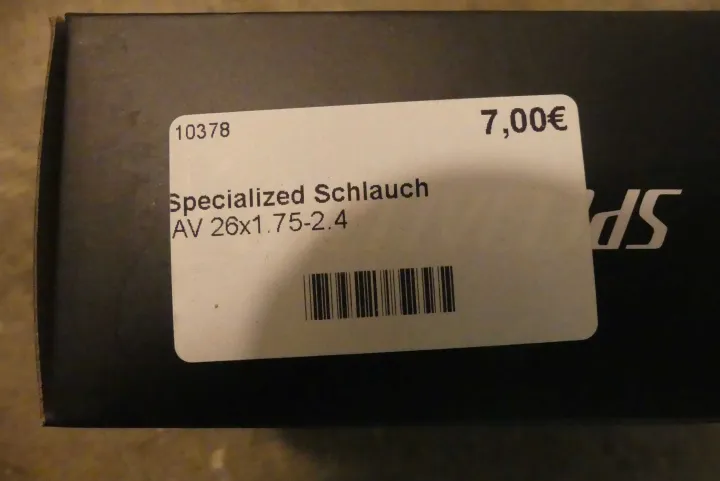 10378
7,00€
Specialized Schlauch
AV 26x1.75-2.4